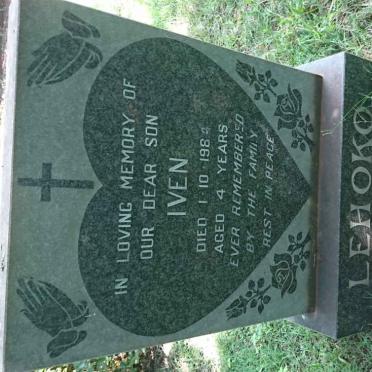 IN LOVING MEMORY OF
OUR DEAR SON
IVEN
DIED 1·10·1984
AGED 4 YEARS
EVER REMEMBERED
BY THE FAMILY
REST IN PEACE
LEHOKO